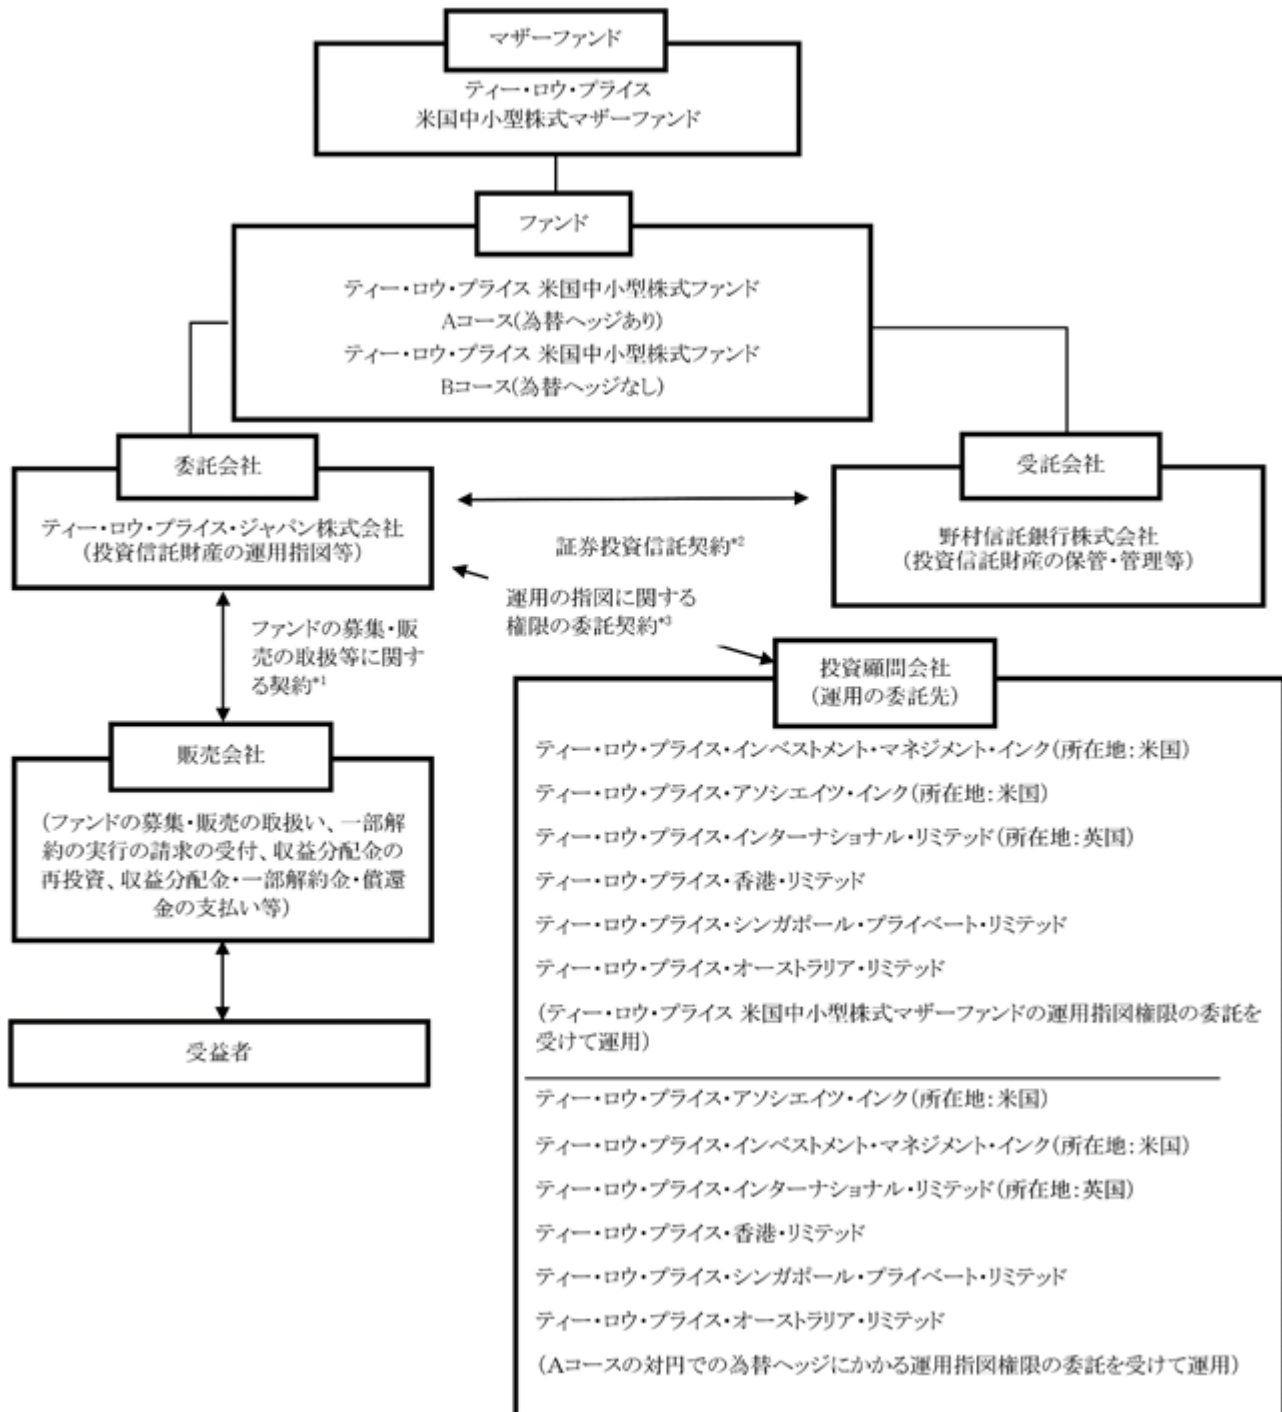 マザーファンド
ティー・ロウ・プライス
米国中小型株式マザーファンド
ファンド
ティー・ロウ・プライス 米国中小型株式ファンド
Aコース(為替ヘッジあり)
ティー・ロウ・プライス 米国中小型株式ファンド
Bコース(為替ヘッジなし)
委託会社
ティー・ロウ・プライス・ジャパン株式会社
(投資信託財産の運用指図等)
証券投資信託契約*2
受託会社
野村信託銀行株式会社
(投資信託財産の保管・管理等)
運用の指図に関する
権限の委託契約*3
ファンドの募集・販
売の取扱等に関す
る契約*1
販売会社
(ファンドの募集・販売の取扱い、一部解
約の実行の請求の受付、収益分配金の
再投資、収益分配金・一部解約金・償還
金の支払い等)
受益者
投資顧問会社
(運用の委託先)
ティー・ロウ・プライス・インベストメント・マネジメント・インク(所在地:米国)
ティー・ロウ・プライス・アソシエイツ・インク(所在地:米国)
ティー・ロウ・プライス・インターナショナル・リミテッド(所在地:英国)
ティー・ロウ・プライス・香港・リミテッド
ティー・ロウ・プライス・シンガポール・プライベート・リミテッド
ティー・ロウ・プライス・オーストラリア・リミテッド
(ティー・ロウ・プライス 米国中小型株式マザーファンドの運用指図権限の委託を
受けて運用)
ティー・ロウ・プライス・アソシエイツ・インク(所在地:米国)
ティー・ロウ・プライス・インベストメント・マネジメント・インク(所在地:米国)
ティー・ロウ・プライス・インターナショナル・リミテッド(所在地:英国)
ティー・ロウ・プライス・香港・リミテッド
ティー・ロウ・プライス・シンガポール・プライベート・リミテッド
ティー・ロウ・プライス・オーストラリア・リミテッド
(Aコースの対円での為替ヘッジにかかる運用指図権限の委託を受けて運用)